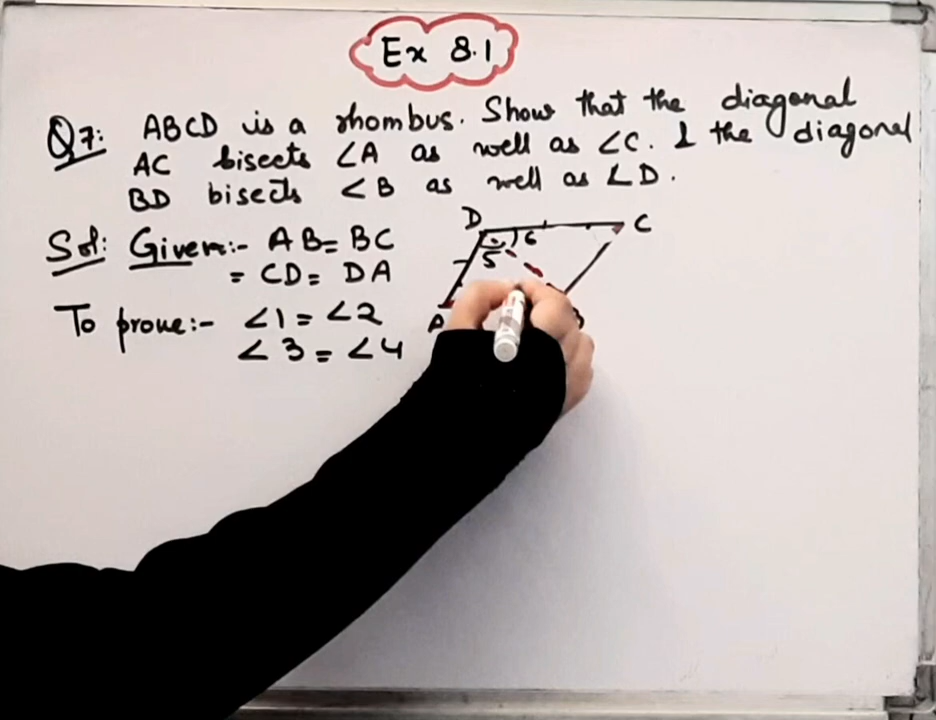 Ex 8.1
Q7: ABCD is a rhombus. Show that the diagonal
AC bisects ∠A as well as ∠C. & the diagonal
BD bisects ∠B as well as ∠D.
Sol: Given:- AB = BC
= CD = DA
To prove:- ∠1 = ∠2
∠3 = ∠4
D C
5 6
A B